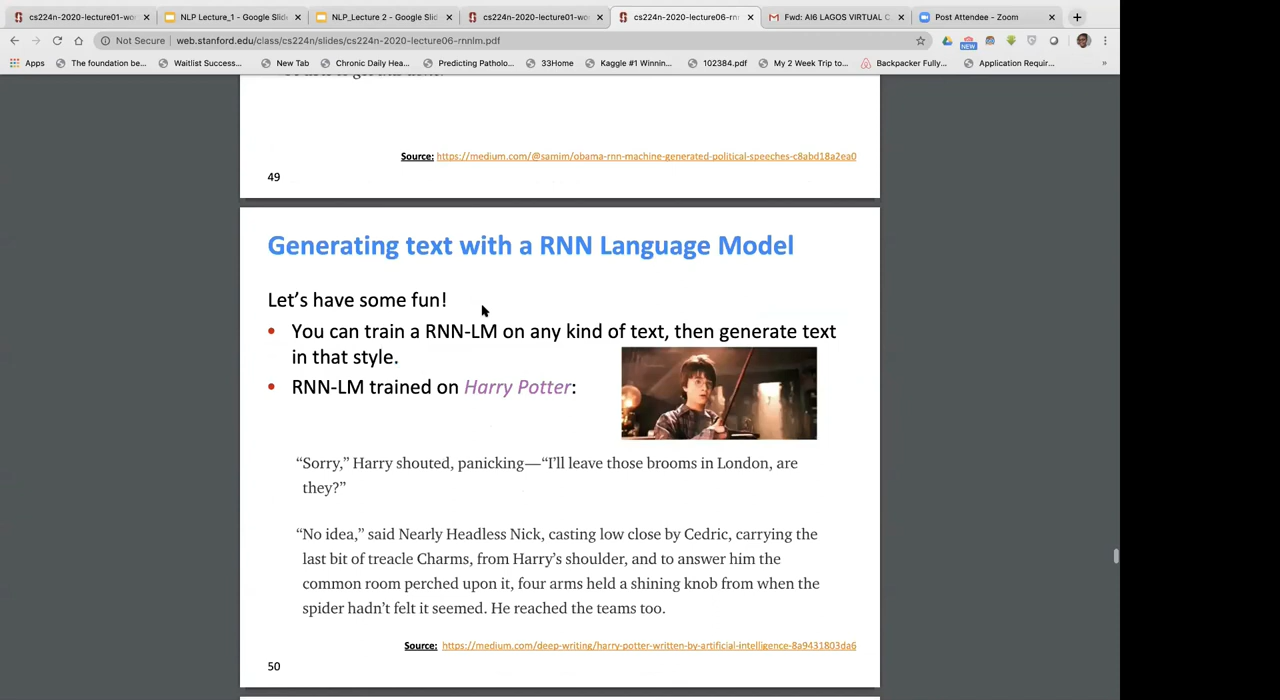 cs224n-2020-lecture01-wo
NLP Lecture_1 - Google Slid
NLP_Lecture 2 - Google Slid
cs224n-2020-lecture01-wo
cs224n-2020-lecture06-rn
Fwd: AI6 LAGOS VIRTUAL C
Post Attendee - Zoom
Not Secure | web.stanford.edu/class/cs224n/slides/cs224n-2020-lecture06-rnnlm.pdf
NEW
Apps
The foundation be...
Waitlist Success...
New Tab
Chronic Daily Hea...
Predicting Patholo...
33Home
Kaggle #1 Winnin...
102384.pdf
My 2 Week Trip to...
Backpacker Fully...
Application Requir...
Source: https://medium.com/@samim/obama-rnn-machine-generated-political-speeches-c8abd18a2ea0
49
Generating text with a RNN Language Model
Let's have some fun!
• You can train a RNN-LM on any kind of text, then generate text
in that style.
• RNN-LM trained on Harry Potter:
“Sorry,” Harry shouted, panicking—“I'll leave those brooms in London, are
they?”
“No idea,” said Nearly Headless Nick, casting low close by Cedric, carrying the
last bit of treacle Charms, from Harry's shoulder, and to answer him the
common room perched upon it, four arms held a shining knob from when the
spider hadn't felt it seemed. He reached the teams too.
Source: https://medium.com/deep-writing/harry-potter-written-by-artificial-intelligence-8a9431803da6
50